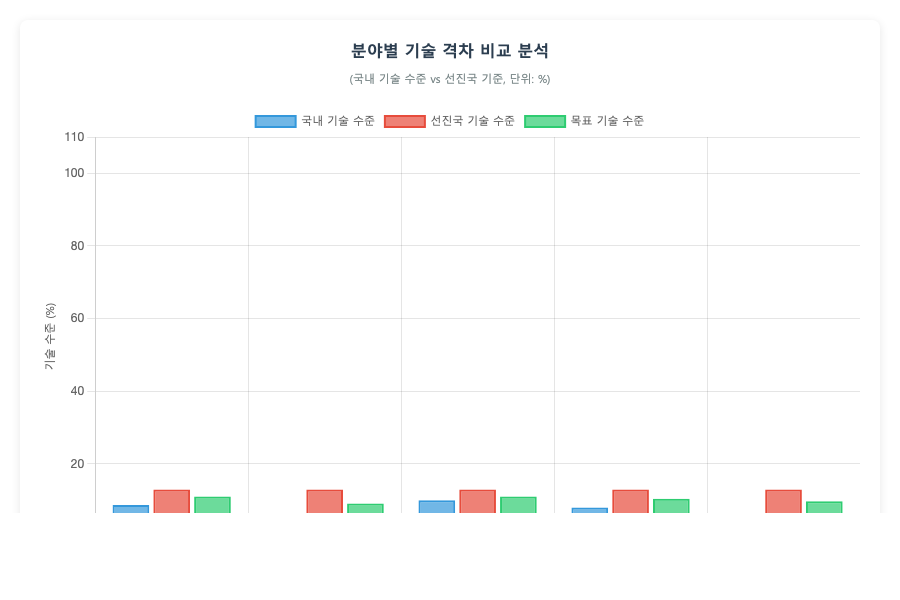 분야별 기술 격차 비교 분석
(국내 기술 수준 vs 선진국 기준, 단위: %)
국내 기술 수준 선진국 기술 수준 목표 기술 수준
110
100
80
60
40
20
기술 수준 (%)